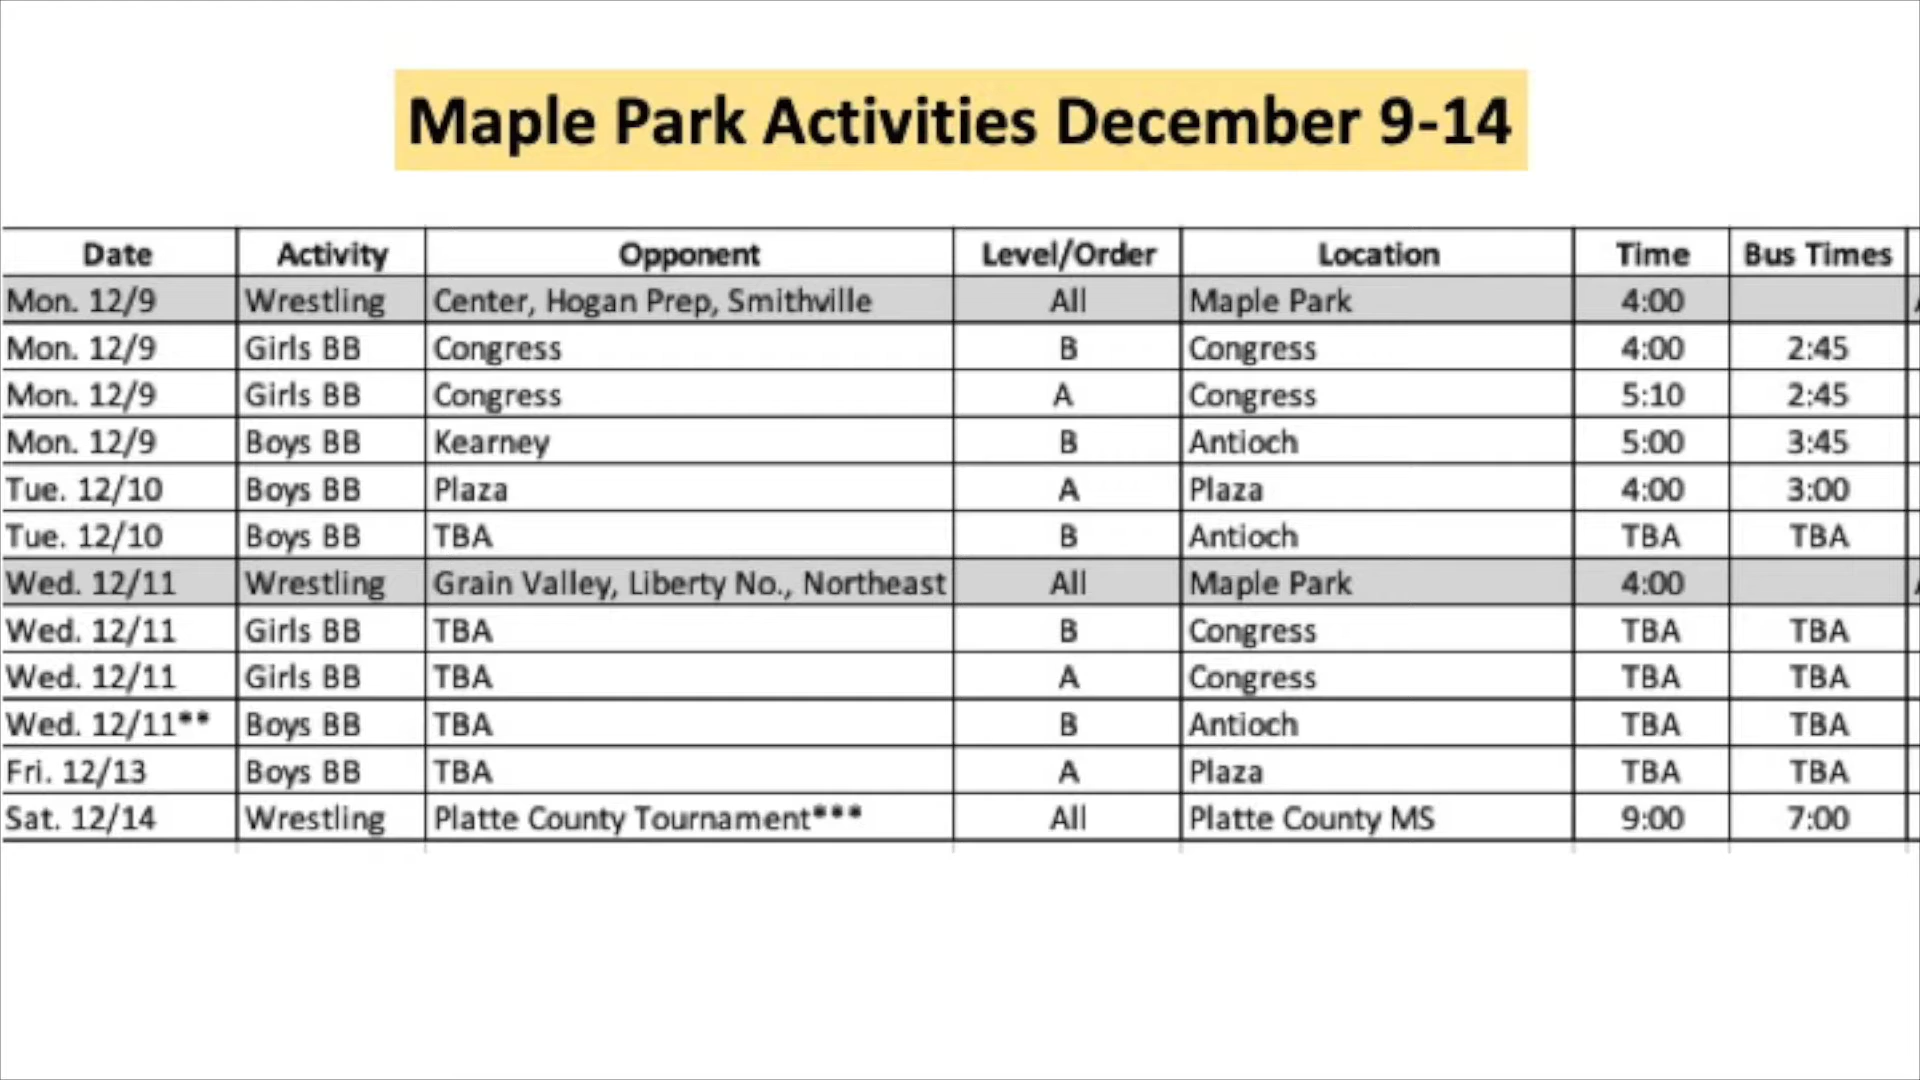 Maple Park Activities December 9-14
Date Activity Opponent Level/Order Location Time Bus Times
Mon. 12/9 Wrestling Center, Hogan Prep, Smithville All Maple Park 4:00
Mon. 12/9 Girls BB Congress B Congress 4:00 2:45
Mon. 12/9 Girls BB Congress A Congress 5:10 2:45
Mon. 12/9 Boys BB Kearney B Antioch 5:00 3:45
Tue. 12/10 Boys BB Plaza A Plaza 4:00 3:00
Tue. 12/10 Boys BB TBA B Antioch TBA TBA
Wed. 12/11 Wrestling Grain Valley, Liberty No., Northeast All Maple Park 4:00
Wed. 12/11 Girls BB TBA B Congress TBA TBA
Wed. 12/11 Girls BB TBA A Congress TBA TBA
Wed. 12/11** Boys BB TBA B Antioch TBA TBA
Fri. 12/13 Boys BB TBA A Plaza TBA TBA
Sat. 12/14 Wrestling Platte County Tournament*** All Platte County MS 9:00 7:00